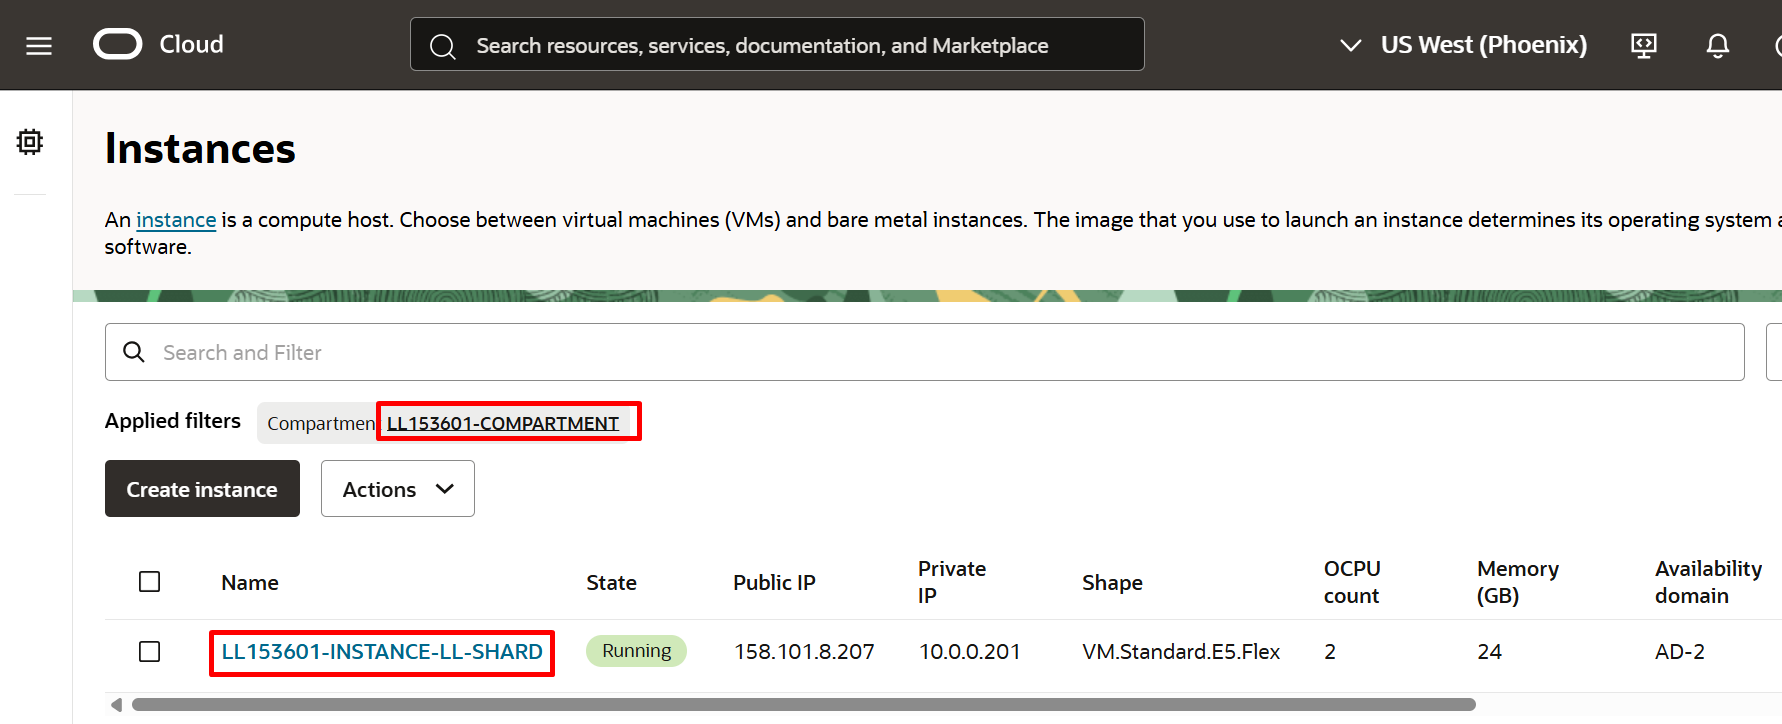 Cloud
Search resources, services, documentation, and Marketplace
US West (Phoenix)
Instances
An instance is a compute host. Choose between virtual machines (VMs) and bare metal instances. The image that you use to launch an instance determines its operating system a
software.
Search and Filter
Applied filters Compartmen LL153601-COMPARTMENT
Create instance Actions
Name State Public IP Private IP Shape OCPU count Memory (GB) Availability domain
LL153601-INSTANCE-LL-SHARD Running 158.101.8.207 10.0.0.201 VM.Standard.E5.Flex 2 24 AD-2